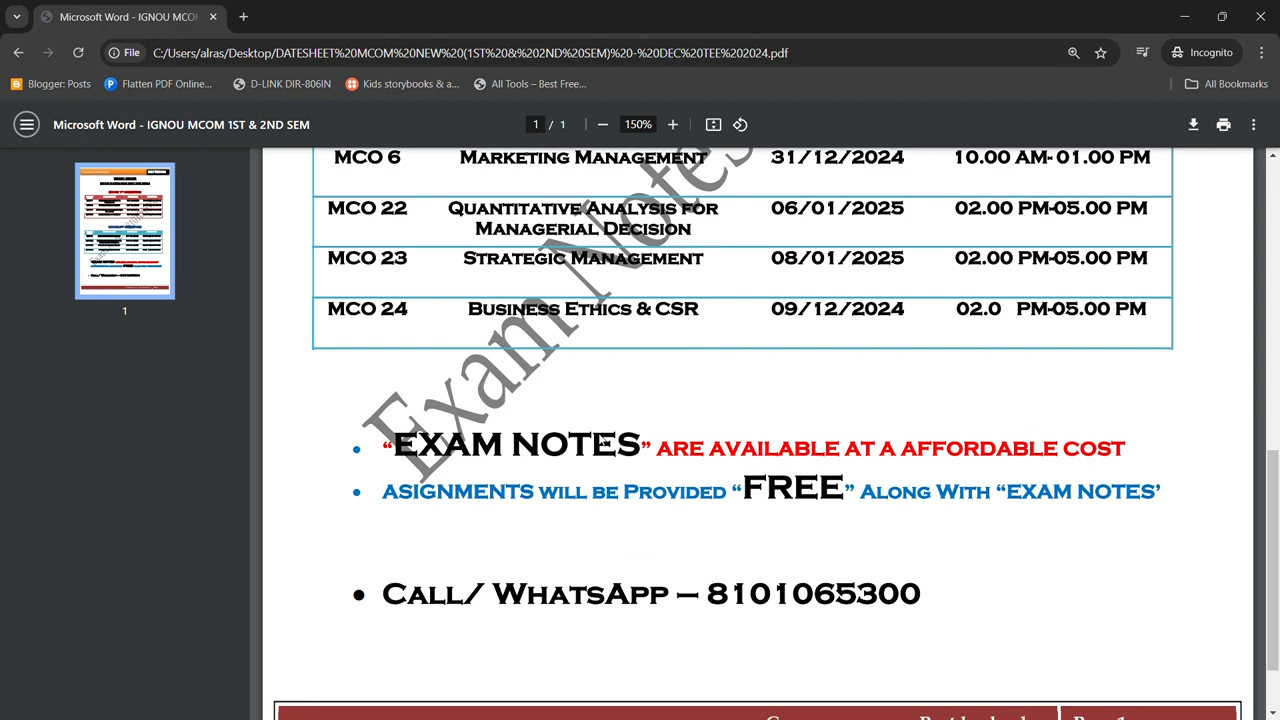 Microsoft Word - IGNOU MCO
Incognito
File C:/Users/alras/Desktop/DATESHEET%20MCOM%20NEW%20(1ST%20&%202ND%20SEM)%20-%20DEC%20TEE%202024.pdf
Blogger: Posts Flatten PDF Online... D-LINK DIR-806IN Kids storybooks & a... All Tools – Best Free... All Bookmarks
Microsoft Word - IGNOU MCOM 1ST & 2ND SEM 1 / 1 150%
MCO 6 MARKETING MANAGEMENT 31/12/2024 10.00 AM- 01.00 PM
MCO 22 QUANTITATIVE ANALYSIS FOR MANAGERIAL DECISION 06/01/2025 02.00 PM-05.00 PM
MCO 23 STRATEGIC MANAGEMENT 08/01/2025 02.00 PM-05.00 PM
MCO 24 BUSINESS ETHICS & CSR 09/12/2024 02.0 PM-05.00 PM
Exam Notes
• “EXAM NOTES” ARE AVAILABLE AT A AFFORDABLE COST
• ASIGNMENTS WILL BE PROVIDED “FREE” ALONG WITH “EXAM NOTES’
• CALL/ WHATSAPP – 8101065300
1